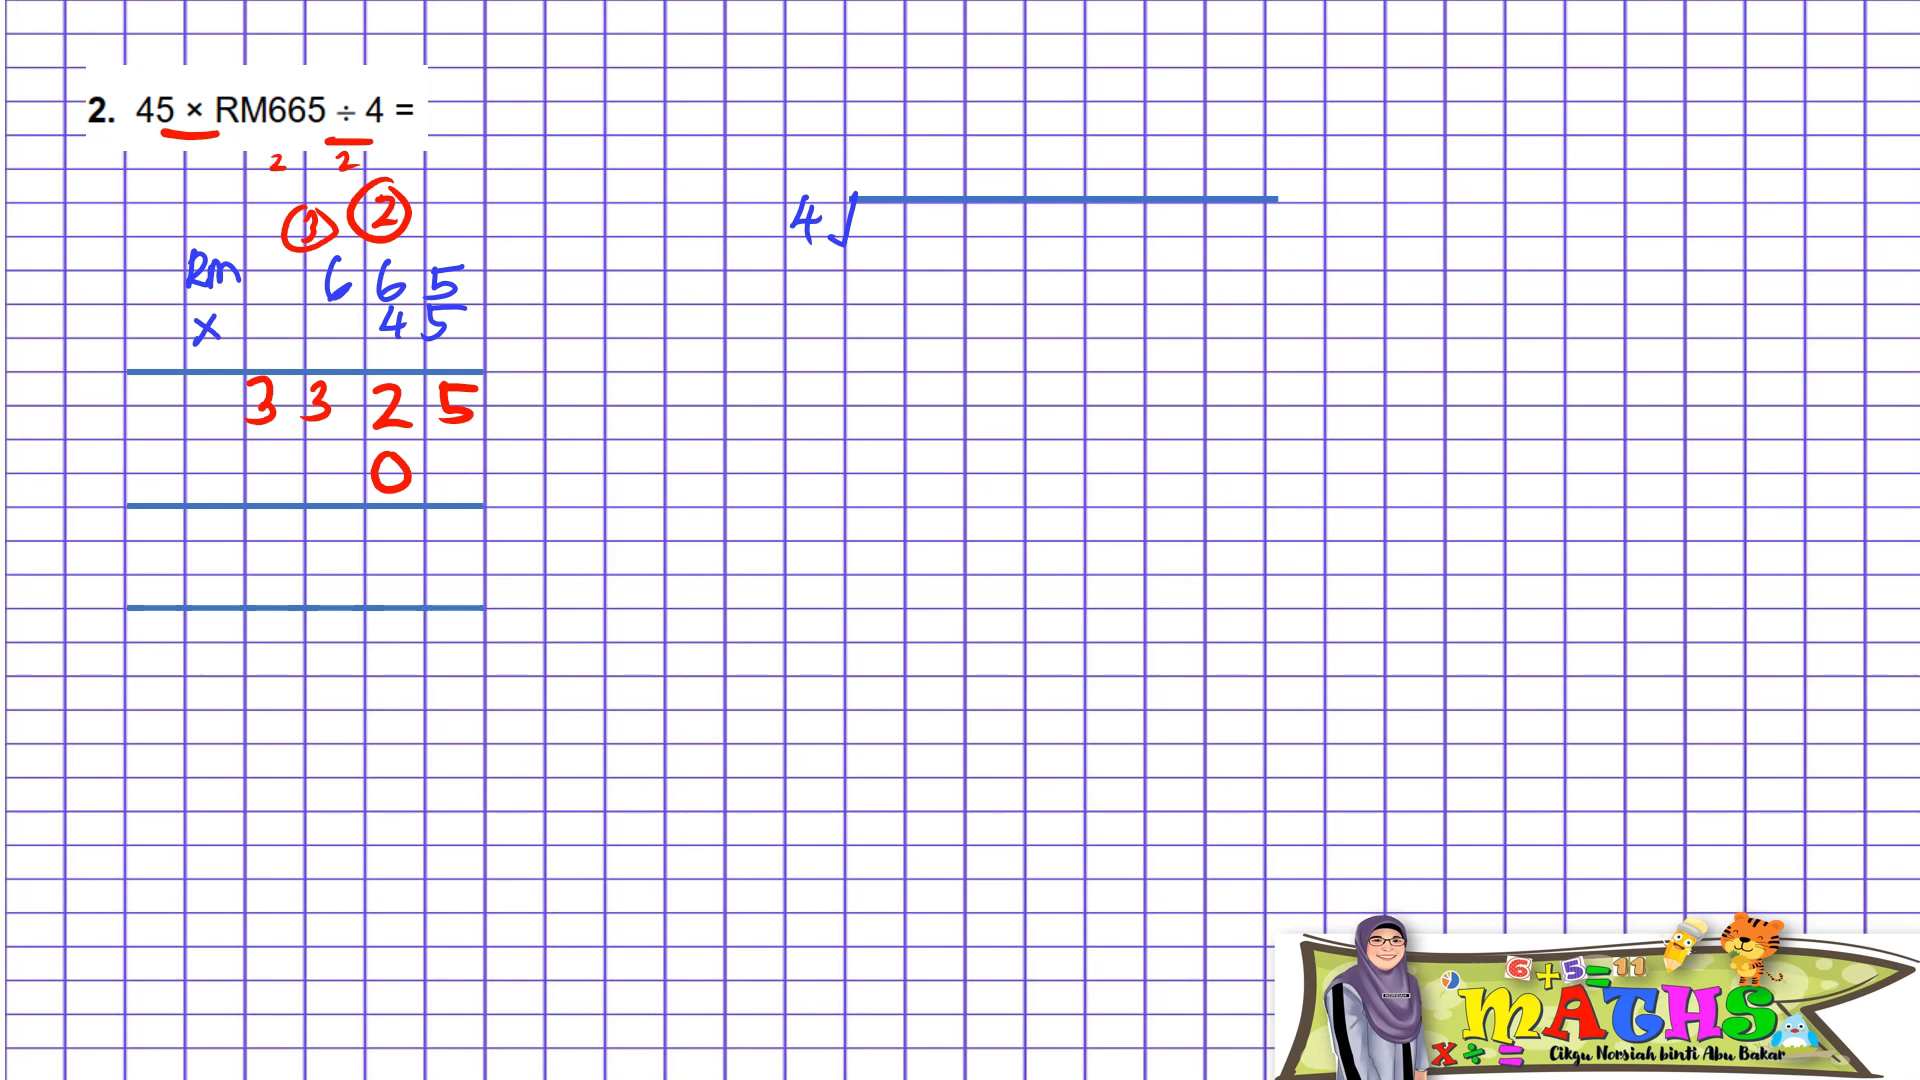 2. 45 × RM665 ÷ 4 =
2 2
3 2
RM 6 6 5
x 4 5
3 3 2 5
0
4√
6+5=11
MATHS
x ÷ =
Cikgu Norsiah binti Abu Bakar
NORSIAH